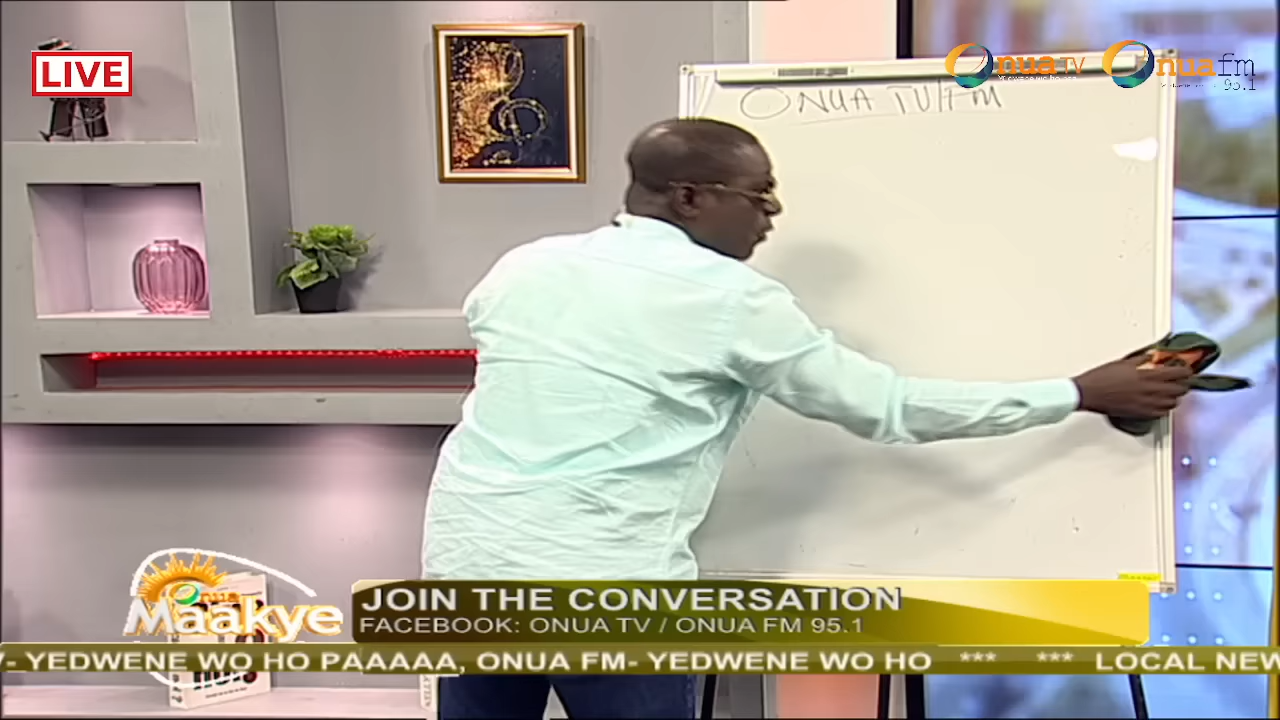 LIVE
Onua TV
Onua fm
95.1
ONUA TV/FM
Onua
Maakye
JOIN THE CONVERSATION
FACEBOOK: ONUA TV / ONUA FM 95.1
- YEDWENE WO HO PAAAAA, ONUA FM- YEDWENE WO HO *** *** LOCAL NEW